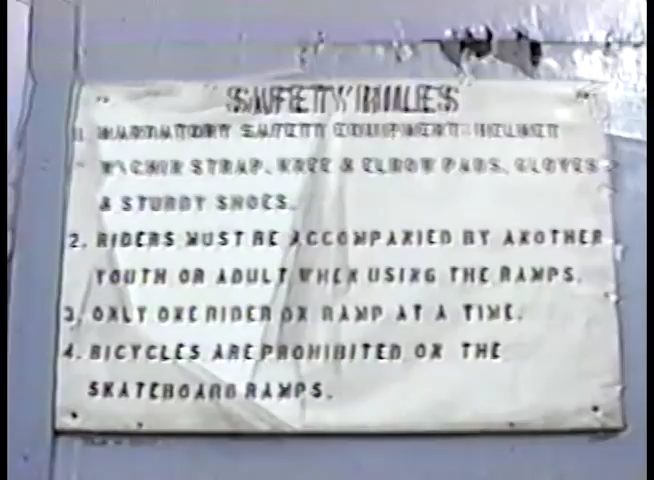 SAFETY RULES
1. MANDATORY SAFETY EQUIPMENT: HELMET
W\CHIN STRAP, KNEE & ELBOW PADS, GLOVES
& STURDY SHOES.
2. RIDERS MUST BE ACCOMPANIED BY ANOTHER
YOUTH OR ADULT WHEN USING THE RAMPS.
3. ONLY ONE RIDER ON RAMP AT A TIME.
4. BICYCLES ARE PROHIBITED ON THE
SKATEBOARD RAMPS.